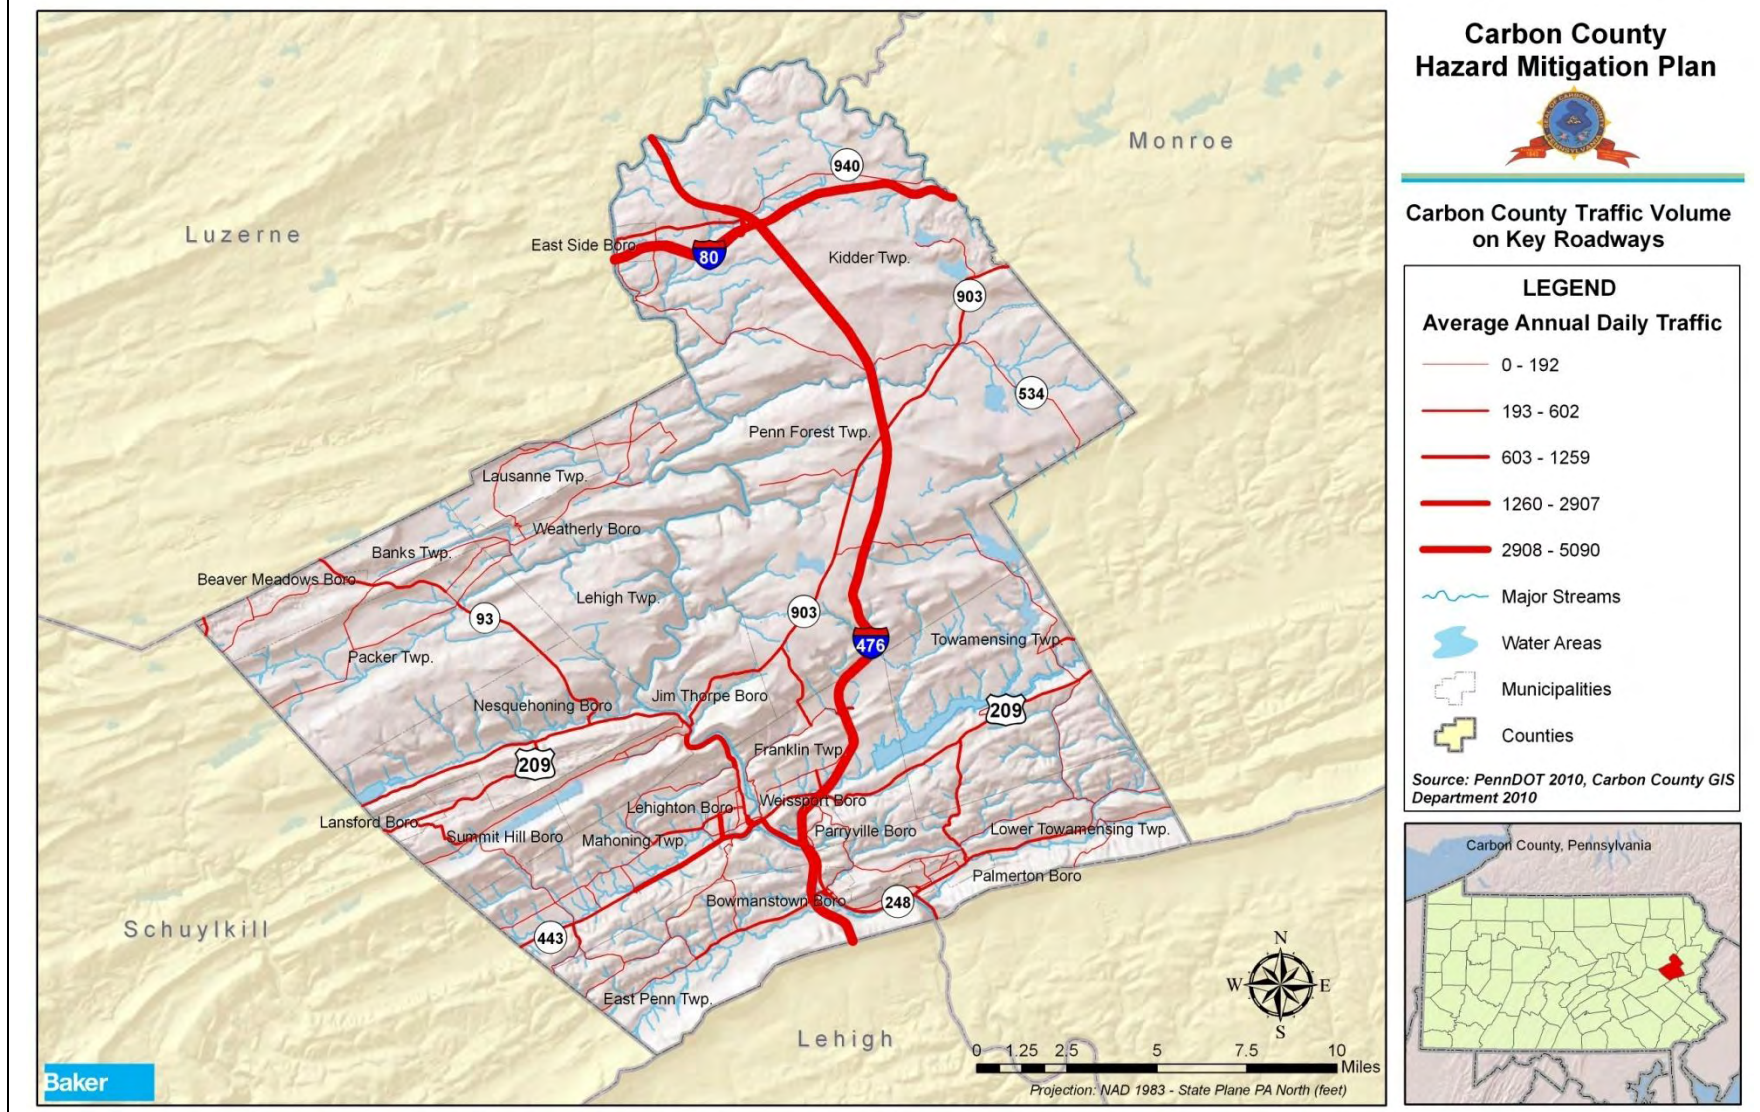 Carbon County
Hazard Mitigation Plan
Carbon County Traffic Volume
on Key Roadways
LEGEND
Average Annual Daily Traffic
0 - 192
193 - 602
603 - 1259
1260 - 2907
2908 - 5090
Major Streams
Water Areas
Municipalities
Counties
Source: PennDOT 2010, Carbon County GIS
Department 2010
Carbon County, Pennsylvania
Monroe
940
Luzerne
East Side Boro
80
Kidder Twp.
903
534
Penn Forest Twp.
Lausanne Twp.
Weatherly Boro
Banks Twp.
Beaver Meadows Boro
Lehigh Twp.
93
903
476
Towamensing Twp.
Packer Twp.
Jim Thorpe Boro
Nesquehoning Boro
209
Franklin Twp.
209
Weissport Boro
Lehighton Boro
Lansford Boro
Summit Hill Boro
Mahoning Twp.
Parryville Boro
Lower Towamensing Twp.
Palmerton Boro
Bowmanstown Boro
248
Schuylkill
443
East Penn Twp.
Lehigh
N
W
E
S
0 1.25 2.5 5 7.5 10
Miles
Projection: NAD 1983 - State Plane PA North (feet)
Baker